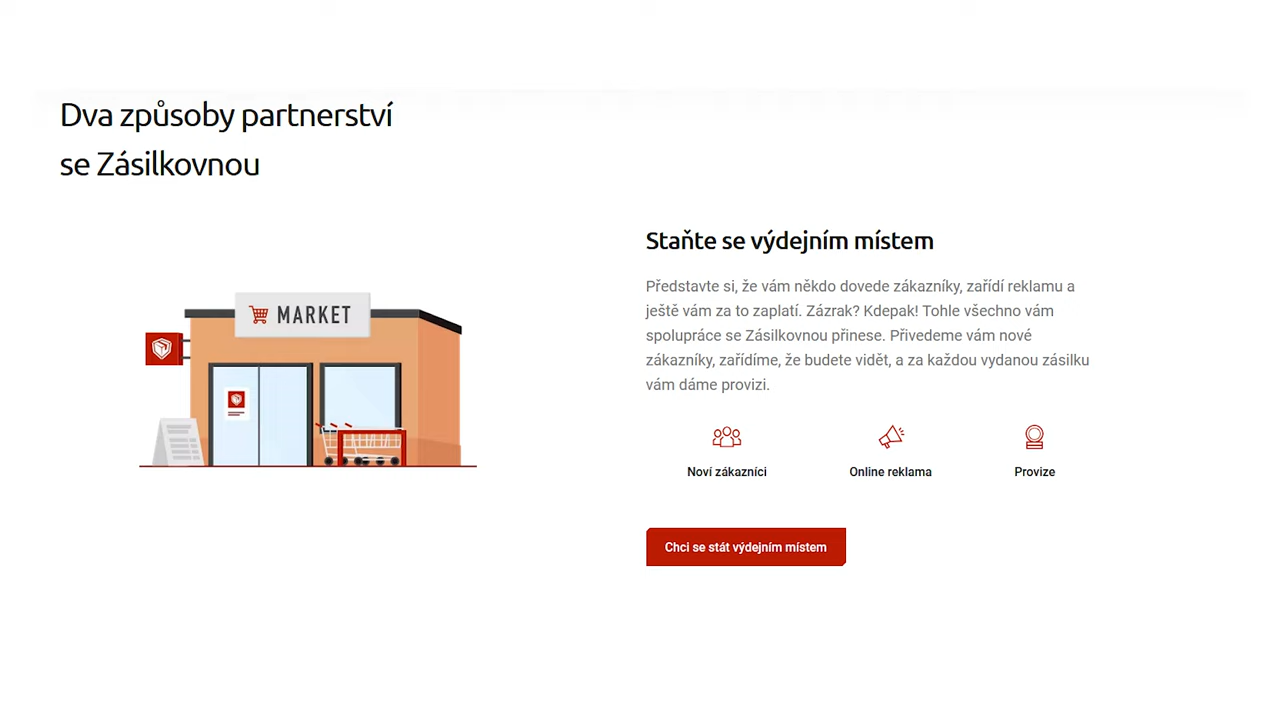 Dva způsoby partnerství
se Zásilkovnou
MARKET
Staňte se výdejním místem
Představte si, že vám někdo dovede zákazníky, zařídí reklamu a
ještě vám za to zaplatí. Zázrak? Kdepak! Tohle všechno vám
spolupráce se Zásilkovnou přinese. Přivedeme vám nové
zákazníky, zařídíme, že budete vidět, a za každou vydanou zásilku
vám dáme provizi.
Noví zákazníci
Online reklama
Provize
Chci se stát výdejním místem